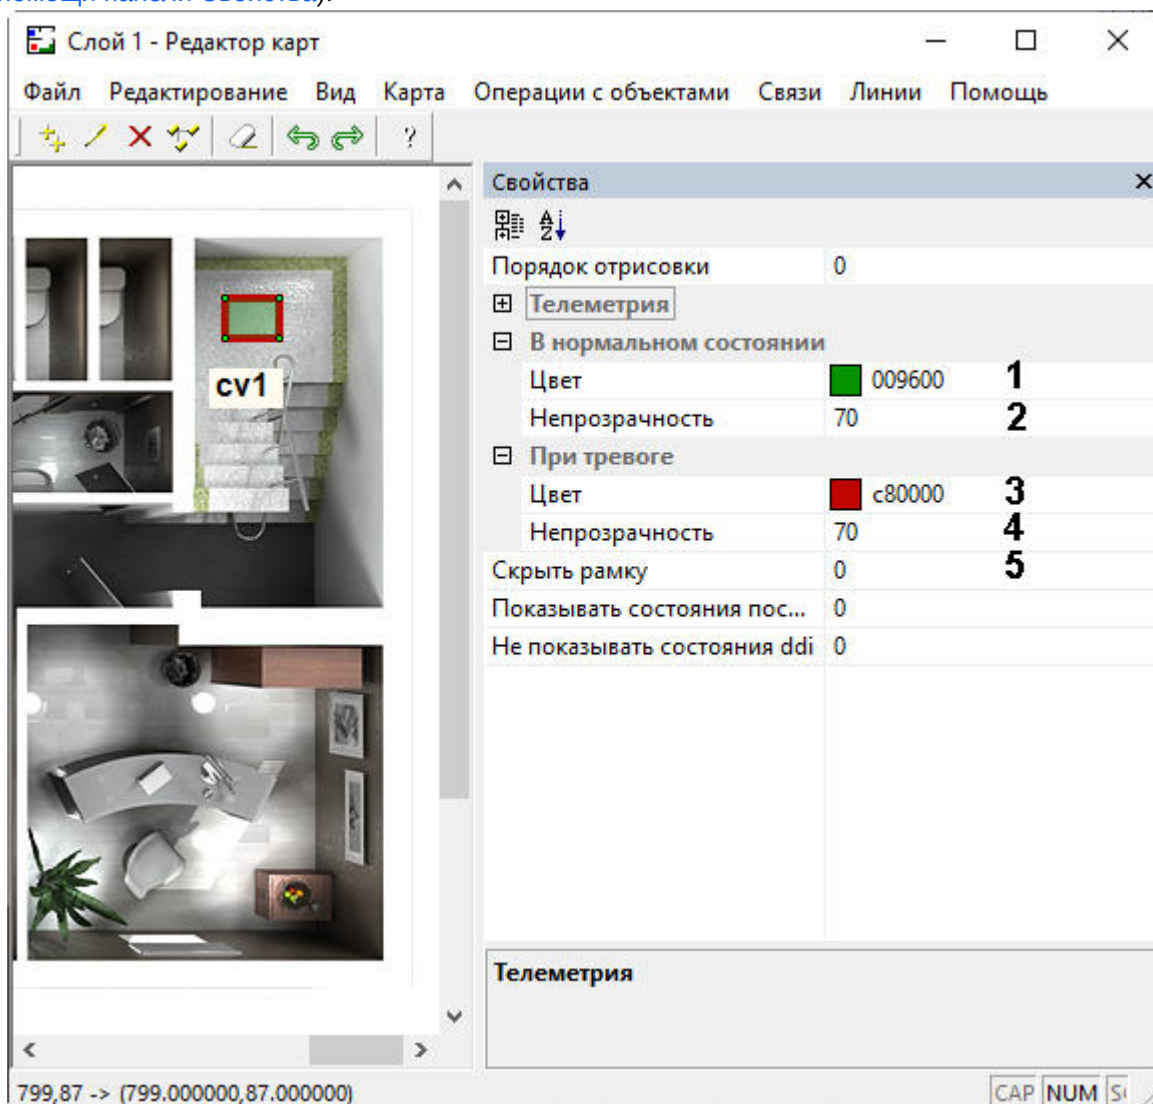 помощи панели Свойства).
Слой 1 - Редактор карт
Файл Редактирование Вид Карта Операции с объектами Связи Линии Помощь
?
Свойства
A
Z
Порядок отрисовки 0
Телеметрия
В нормальном состоянии
cv1
Цвет 009600 1
Непрозрачность 70 2
При тревоге
Цвет c80000 3
Непрозрачность 70 4
Скрыть рамку 0 5
Показывать состояния пос... 0
Не показывать состояния ddi 0
Телеметрия
799,87 -> (799.000000,87.000000)
CAP NUM